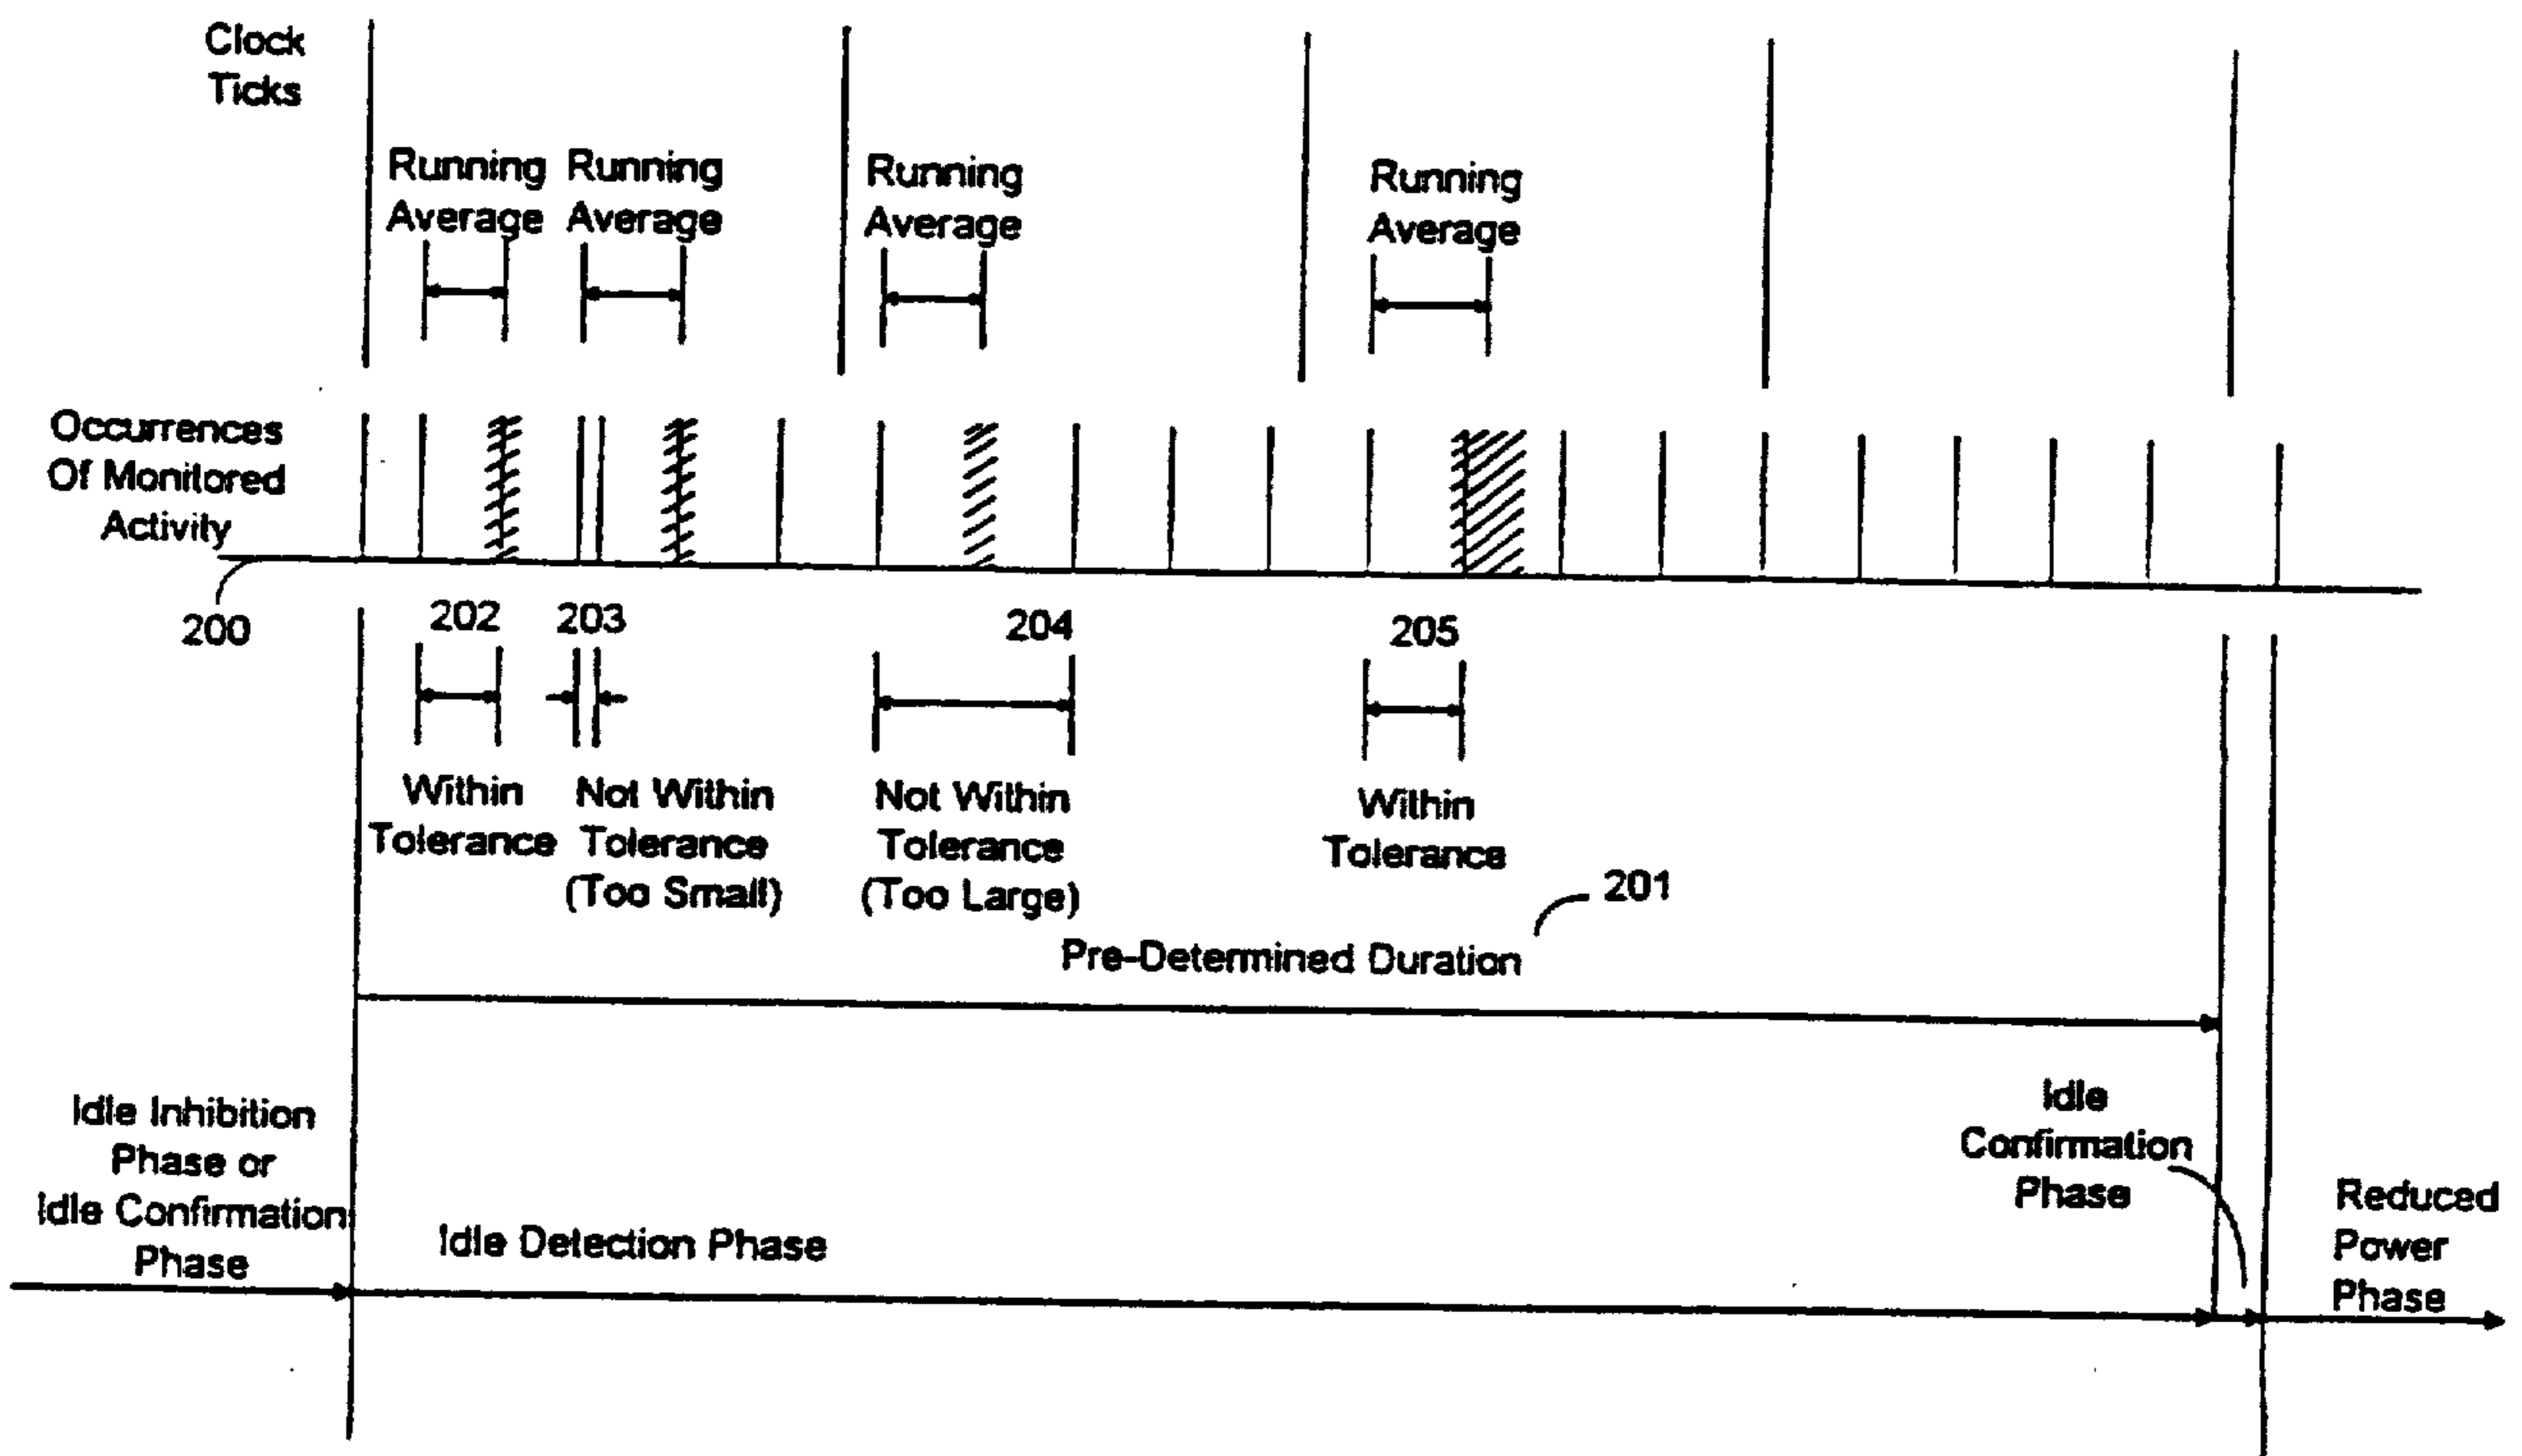 Clock
Ticks
Running
Average
Running
Average
Running
Average
Running
Average
Occurrences
Of Monitored
Activity
200
202
203
204
205
Within
Tolerance
Not Within
Tolerance
(Too Small)
Not Within
Tolerance
(Too Large)
Within
Tolerance
201
Pre-Determined Duration
Idle Inhibition
Phase or
Idle Confirmation
Phase
Idle Detection Phase
Idle
Confirmation
Phase
Reduced
Power
Phase